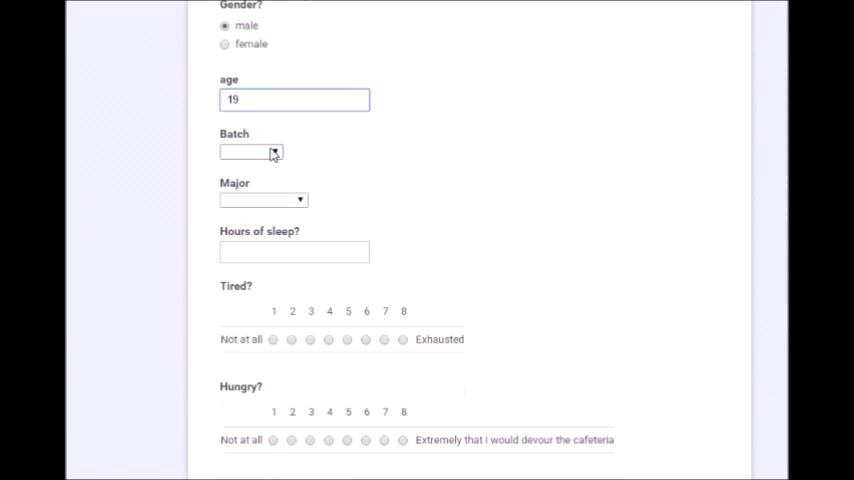 Gender?
male
female
age
19
Batch
Major
Hours of sleep?
Tired?
1 2 3 4 5 6 7 8
Not at all Exhausted
Hungry?
1 2 3 4 5 6 7 8
Not at all Extremely that I would devour the cafeteria